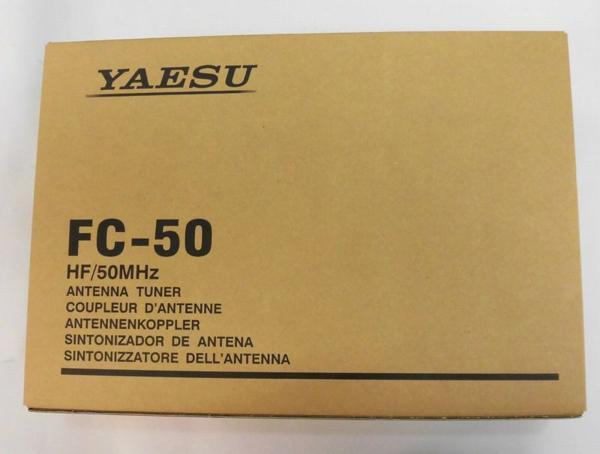 YAESU
FC-50
HF/50MHz
ANTENNA TUNER
COUPLEUR D'ANTENNE
ANTENNENKOPPLER
SINTONIZADOR DE ANTENA
SINTONIZZATORE DELL'ANTENNA